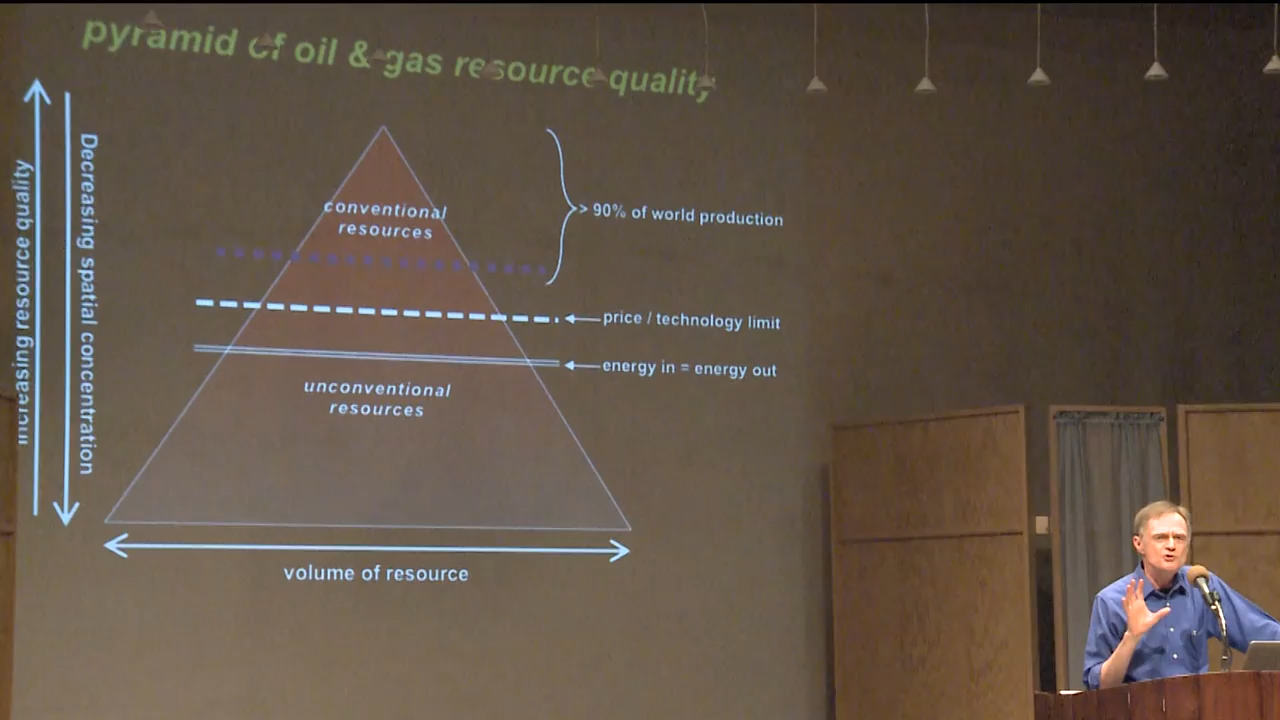 pyramid of oil & gas resource quality
Increasing resource quality
Decreasing spatial concentration
conventional
resources
> 90% of world production
price / technology limit
energy in = energy out
unconventional
resources
volume of resource